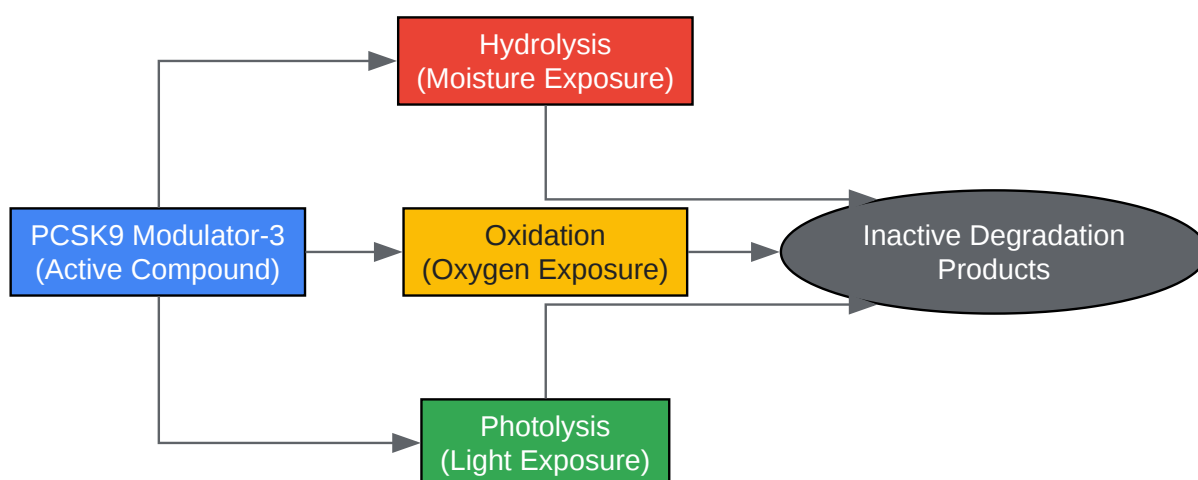 Hydrolysis
(Moisture Exposure)
PCSK9 Modulator-3
(Active Compound)
Oxidation
(Oxygen Exposure)
Inactive Degradation
Products
Photolysis
(Light Exposure)